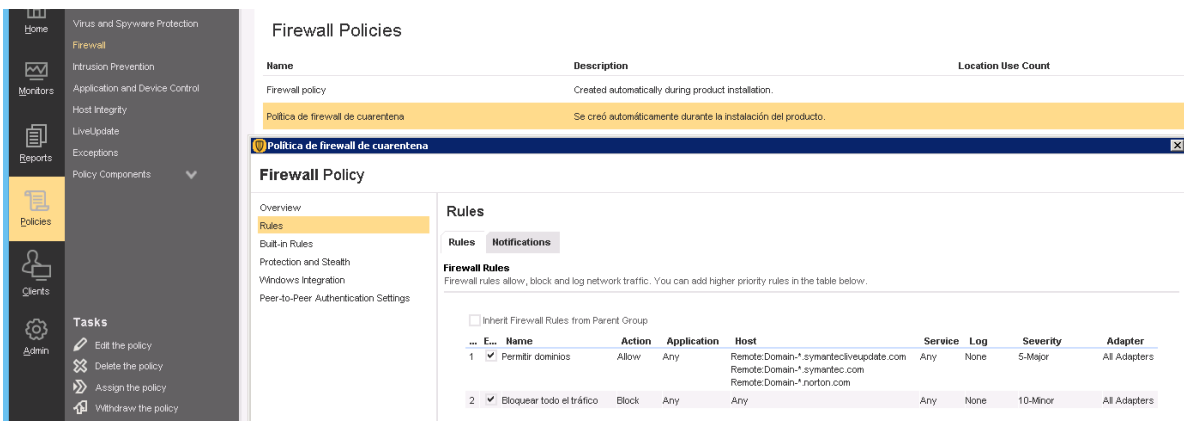 Home
Monitors
Reports
Policies
Clients
Admin
Virus and Spyware Protection
Firewall
Intrusion Prevention
Application and Device Control
Host Integrity
LiveUpdate
Exceptions
Policy Components
Tasks
Edit the policy
Delete the policy
Assign the policy
Withdraw the policy
Firewall Policies
Name Description Location Use Count
Firewall policy Created automatically during product installation.
Política de firewall de cuarentena Se creó automáticamente durante la instalación del producto.
Política de firewall de cuarentena
Firewall Policy
Overview
Rules
Built-in Rules
Protection and Stealth
Windows Integration
Peer-to-Peer Authentication Settings
Rules
Rules Notifications
Firewall Rules
Firewall rules allow, block and log network traffic. You can add higher priority rules in the table below.
Inherit Firewall Rules from Parent Group
... E... Name Action Application Host Service Log Severity Adapter
1 Permitir dominios Allow Any Remote:Domain-*.symantecliveupdate.com Any None 5-Major All Adapters
Remote:Domain-*.symantec.com
Remote:Domain-*.norton.com
2 Bloquear todo el tráfico Block Any Any Any None 10-Minor All Adapters